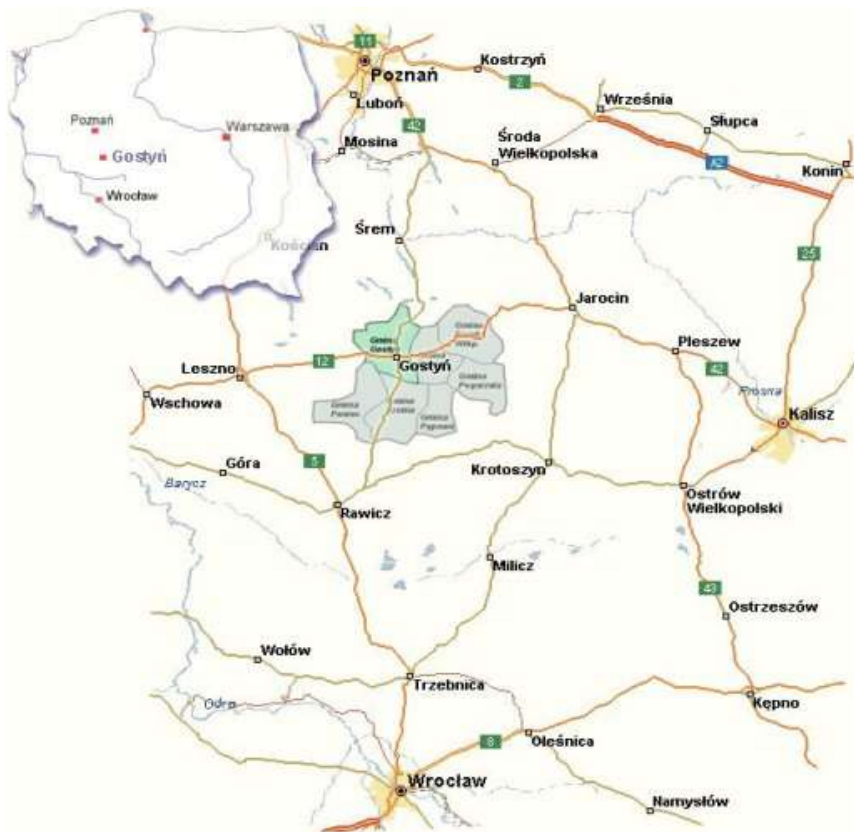 11
Poznań
Kostrzyń
2
Luboń
Września
Słupca
42
Mosina
Środa
Wielkopolska
A2
Konin
Poznań
Warszawa
Gostyń
Wrocław
Kościan
Śrem
25
Jarocin
Pleszew
12
Gostyń
Leszno
42
Prosna
Wschowa
Kalisz
Góra
5
Krotoszyn
Barycz
Rawicz
Ostrów
Wielkopolski
Milicz
43
Ostrzeszów
Wołów
Trzebnica
Odra
Kępno
8
Oleśnica
Wrocław
Namysłów